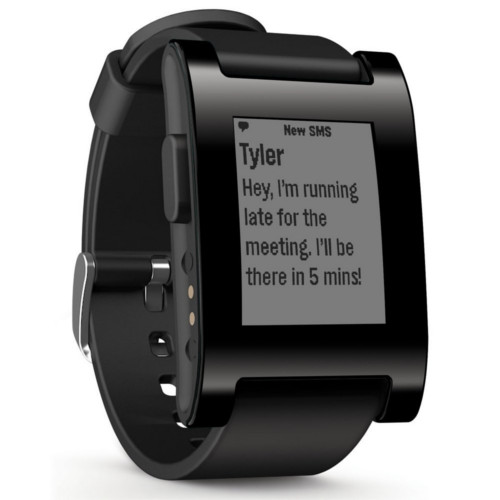 New SMS
Tyler
Hey, I'm running
late for the
meeting. I'll be
there in 5 mins!